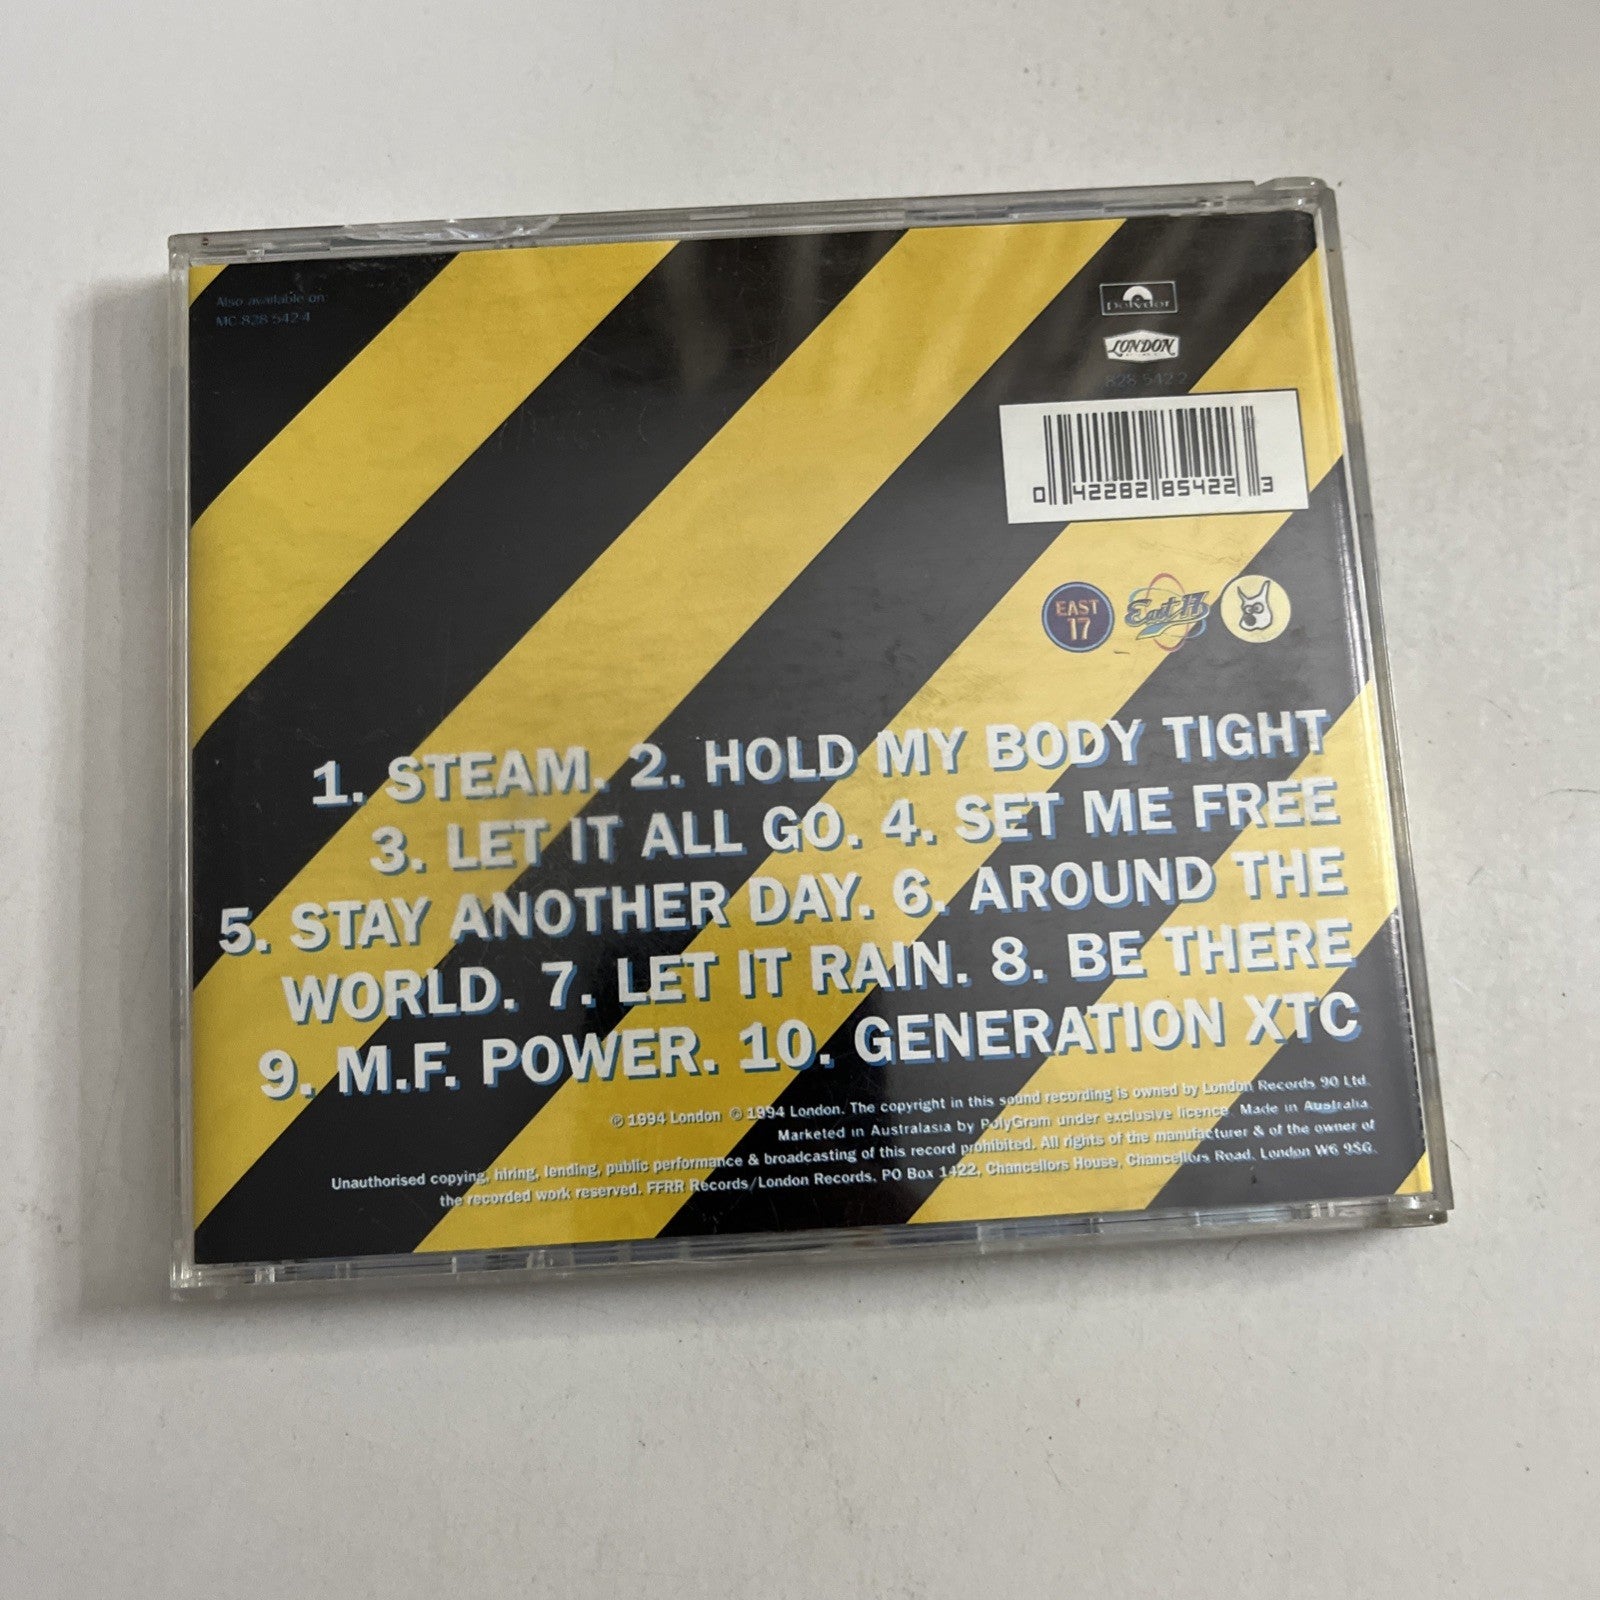 Also available on:
MC 828 542-4
Polydor
LONDON
828 542 2
0 42282 85422 3
EAST
17
East 17
1. STEAM. 2. HOLD MY BODY TIGHT
3. LET IT ALL GO. 4. SET ME FREE
5. STAY ANOTHER DAY. 6. AROUND THE
WORLD. 7. LET IT RAIN. 8. BE THERE
9. M.F. POWER. 10. GENERATION XTC
℗ 1994 London © 1994 London. The copyright in this sound recording is owned by London Records 90 Ltd.
Marketed in Australasia by PolyGram under exclusive licence. Made in Australia.
Unauthorised copying, hiring, lending, public performance & broadcasting of this record prohibited. All rights of the manufacturer & of the owner of
the recorded work reserved. FFRR Records/London Records, PO Box 1422, Chancellors House, Chancellors Road, London W6 9SG.